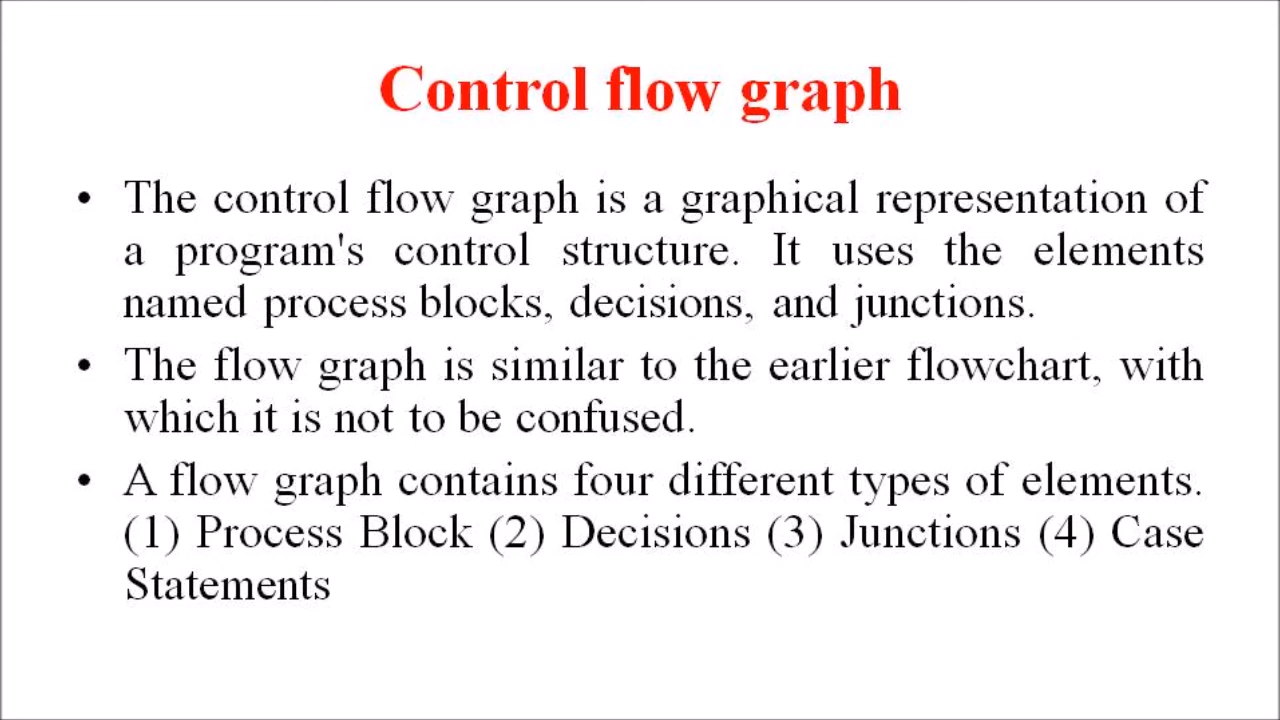 Control flow graph
• The control flow graph is a graphical representation of
a program's control structure. It uses the elements
named process blocks, decisions, and junctions.
• The flow graph is similar to the earlier flowchart, with
which it is not to be confused.
• A flow graph contains four different types of elements.
(1) Process Block (2) Decisions (3) Junctions (4) Case
Statements